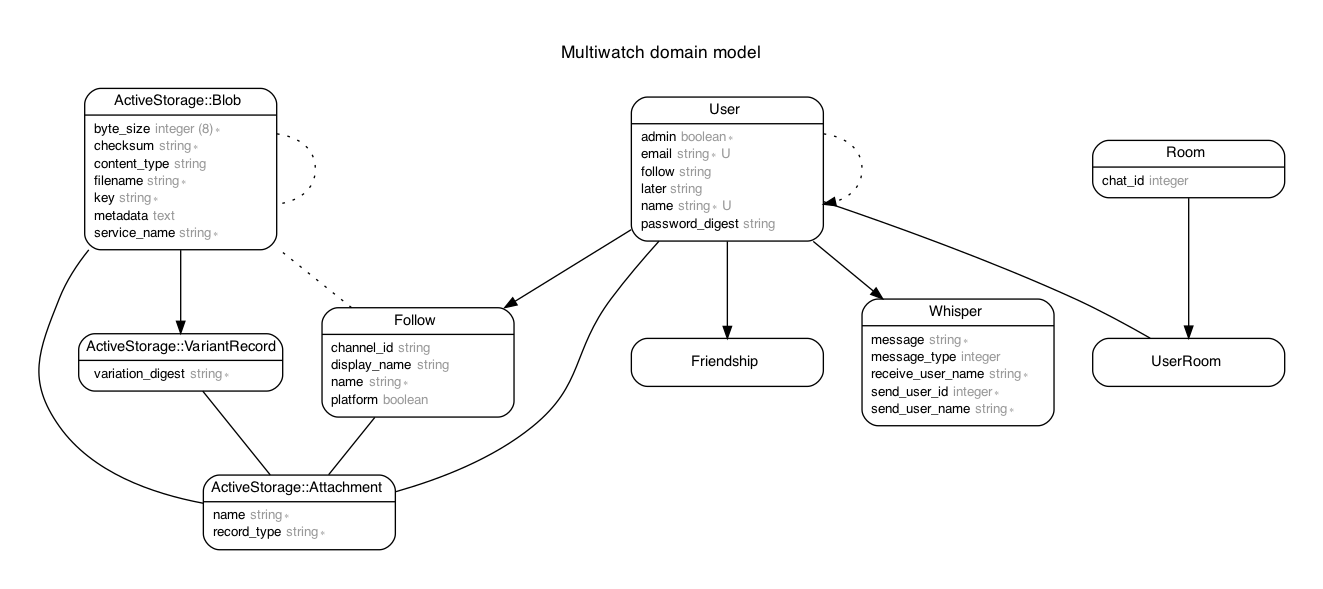 Multiwatch domain model
ActiveStorage::Blob
byte_size integer (8) ∗
checksum string ∗
content_type string
filename string ∗
key string ∗
metadata text
service_name string ∗
User
admin boolean ∗
email string ∗ U
follow string
later string
name string ∗ U
password_digest string
Room
chat_id integer
ActiveStorage::VariantRecord
variation_digest string ∗
Follow
channel_id string
display_name string
name string ∗
platform boolean
Friendship
Whisper
message string ∗
message_type integer
receive_user_name string ∗
send_user_id integer ∗
send_user_name string ∗
UserRoom
ActiveStorage::Attachment
name string ∗
record_type string ∗